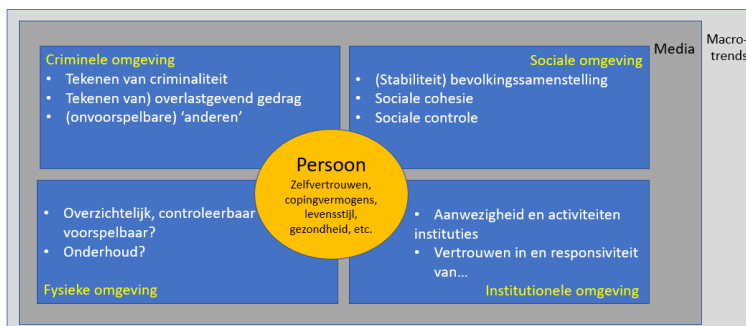 Criminele omgeving
• Tekenen van criminaliteit
• Tekenen van) overlastgevend gedrag
• (onvoorspelbare) ‘anderen’
Sociale omgeving
• (Stabiliteit) bevolkingssamenstelling
• Sociale cohesie
• Sociale controle
Media
Macro-
trends
Persoon
Zelfvertrouwen,
copingvermogens,
levensstijl,
gezondheid, etc.
• Overzichtelijk, controleerbaar
voorspelbaar?
• Onderhoud?
Fysieke omgeving
• Aanwezigheid en activiteiten
instituties
• Vertrouwen in en responsiviteit
van…
Institutionele omgeving